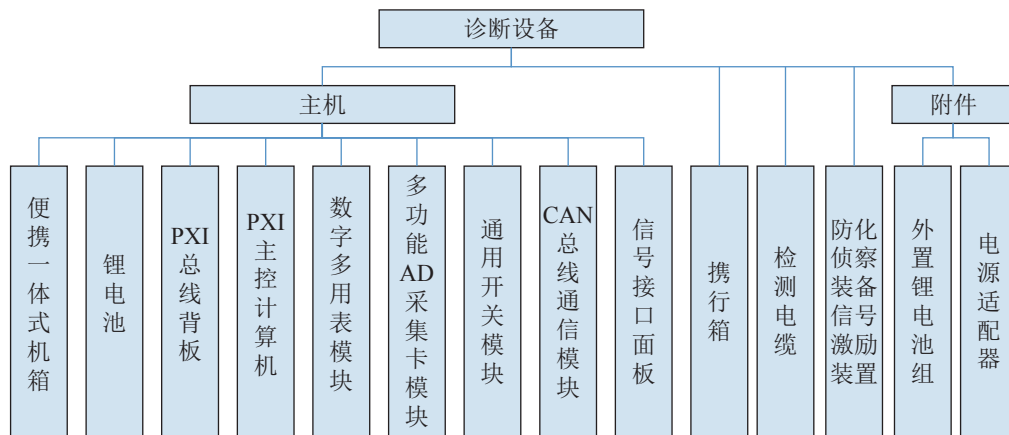 诊断设备
主机
附件
便携一体式机箱
锂电池
PXI总线背板
PXI主控计算机
数字多用表模块
多功能AD采集卡模块
通用开关模块
CAN总线通信模块
信号接口面板
携行箱
检测电缆
防化侦察装备信号激励装置
外置锂电池组
电源适配器